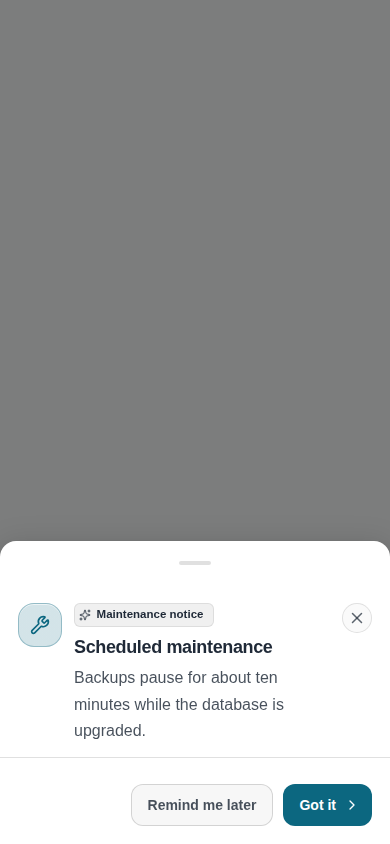 Maintenance notice
Scheduled maintenance
Backups pause for about ten
minutes while the database is
upgraded.
Remind me later
Got it